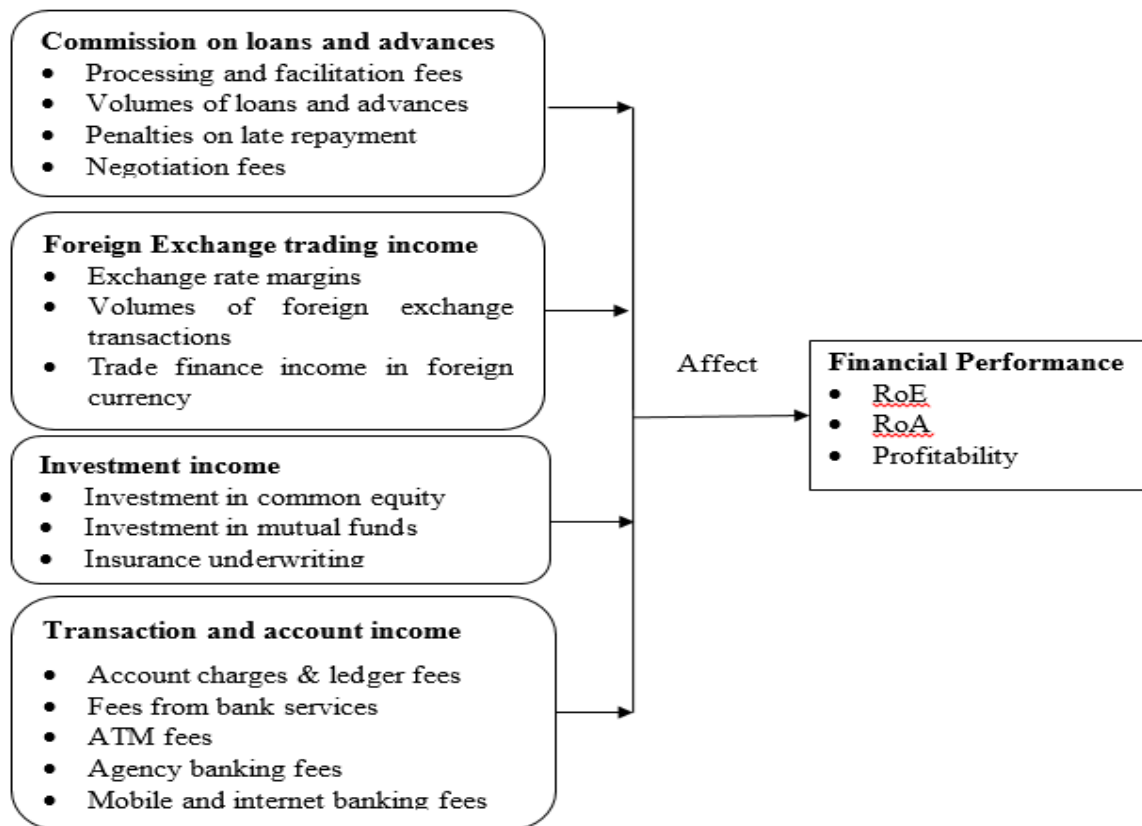 Commission on loans and advances
• Processing and facilitation fees
• Volumes of loans and advances
• Penalties on late repayment
• Negotiation fees
Foreign Exchange trading income
• Exchange rate margins
• Volumes of foreign exchange
transactions
• Trade finance income in foreign
currency
Investment income
• Investment in common equity
• Investment in mutual funds
• Insurance underwriting
Transaction and account income
• Account charges & ledger fees
• Fees from bank services
• ATM fees
• Agency banking fees
• Mobile and internet banking fees
Affect
Financial Performance
• RoE
• RoA
• Profitability